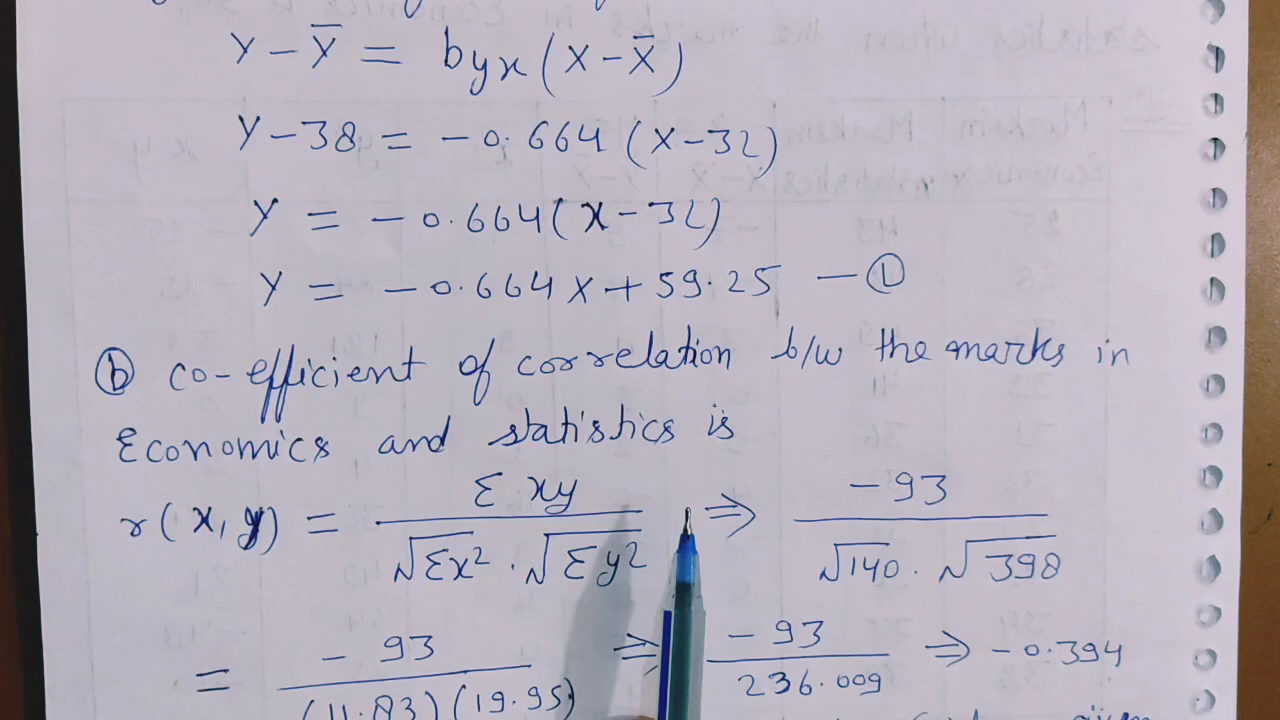 Y - Y̅ = byx (X - X̅)
Y - 38 = - 0.664 (X - 32)
Y = - 0.664 (X - 32)
Y = - 0.664 X + 59.25 — ①
ⓑ co-efficient of correlation b/w the marks in
Economics and statistics is
r(x,y) = Σxy / √Σx² . √Σy² ⇒ -93 / √140 . √398
= - 93 / (11.83)(19.95) ⇒ - 93 / 236.009 ⇒ - 0.394
given